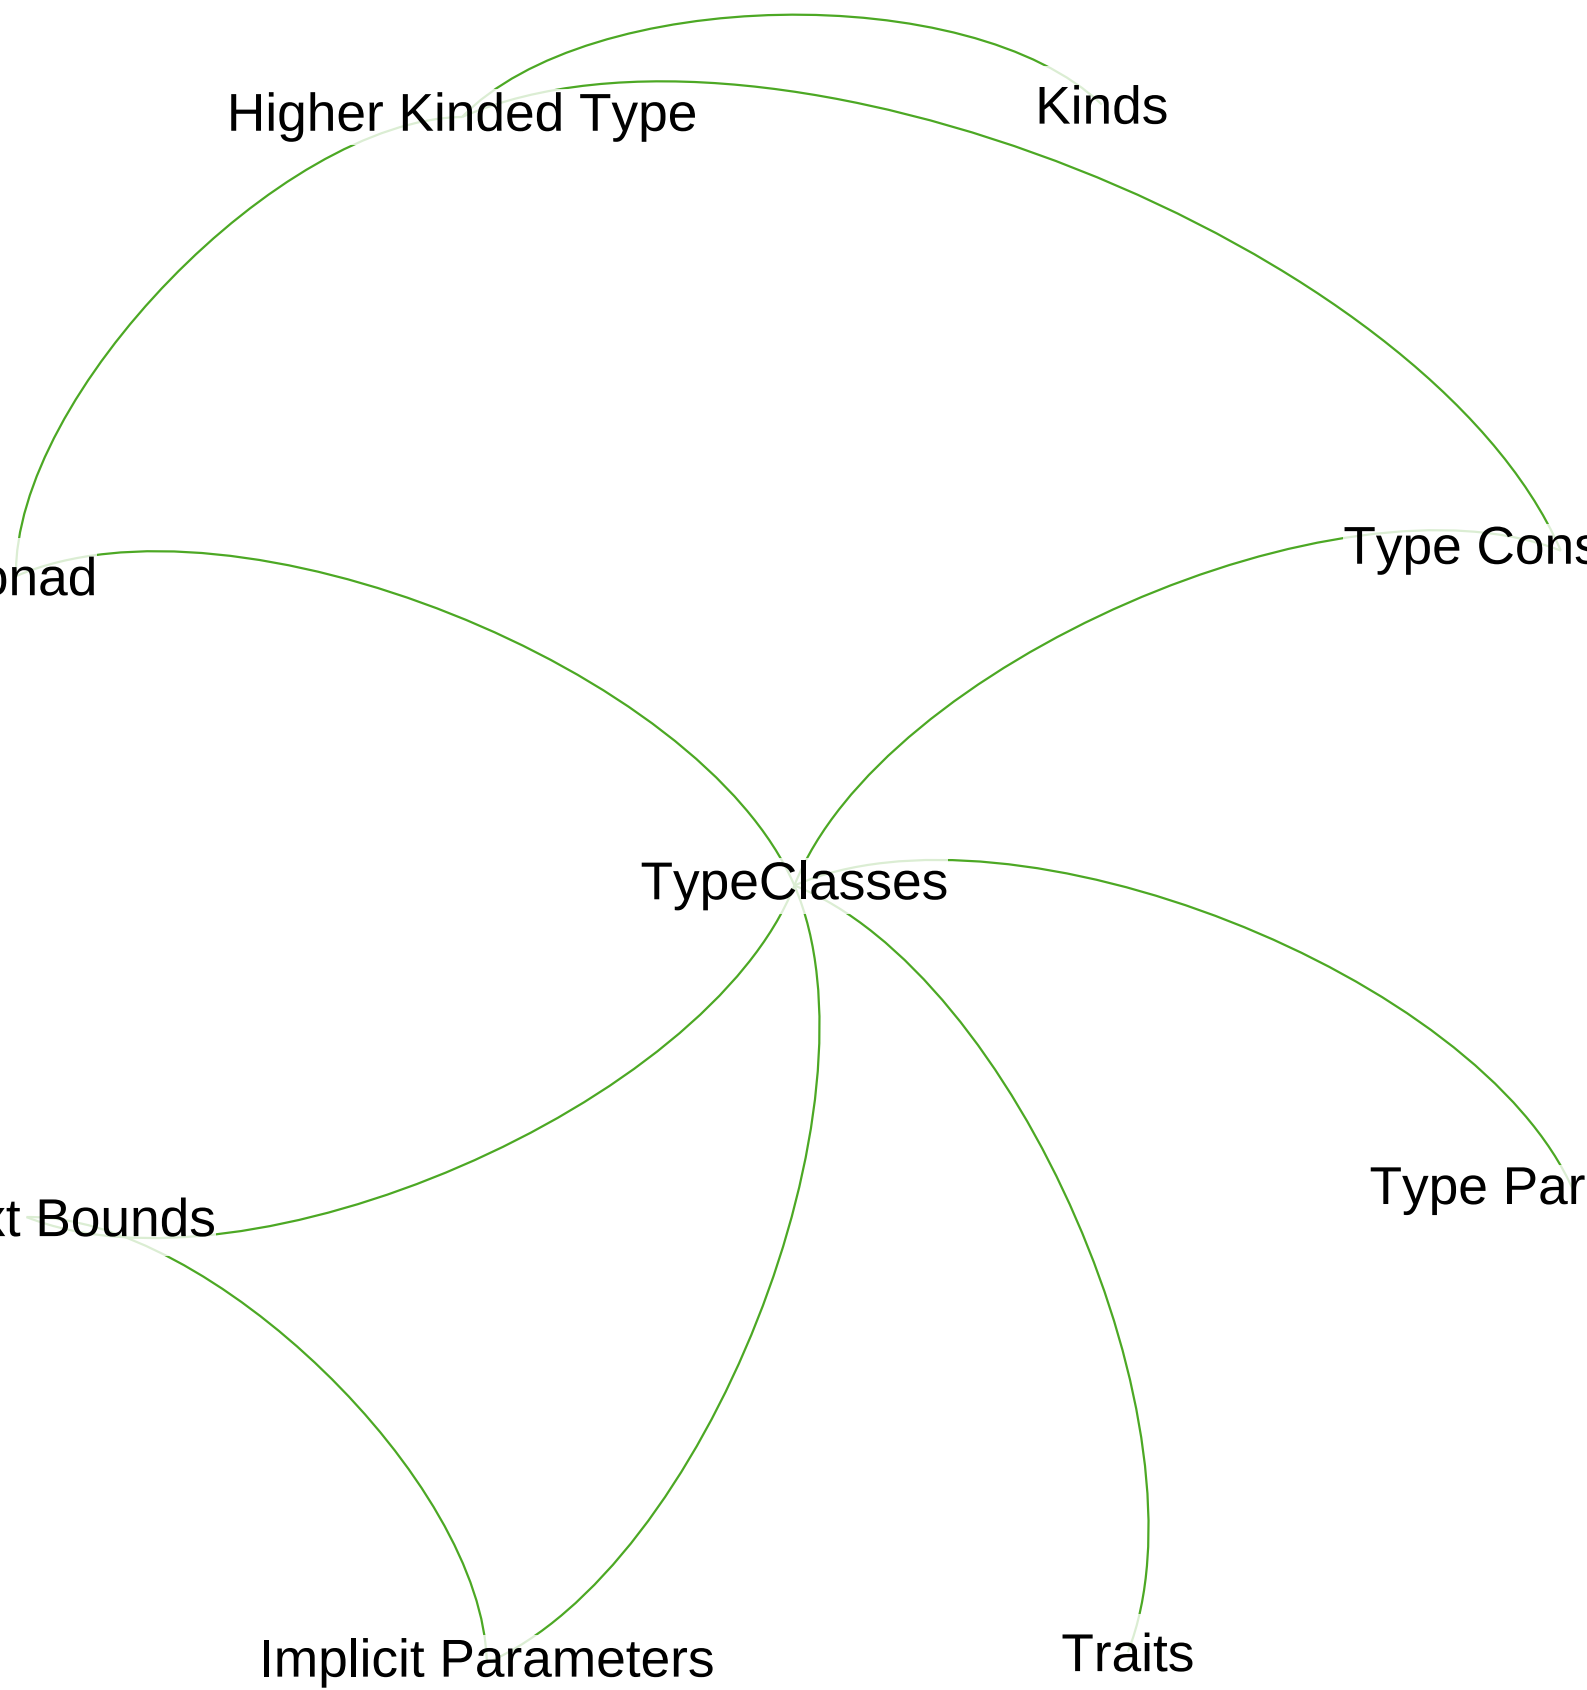 Higher Kinded Type
Kinds
onad
Type Cons
TypeClasses
Type Par
xt Bounds
Implicit Parameters
Traits